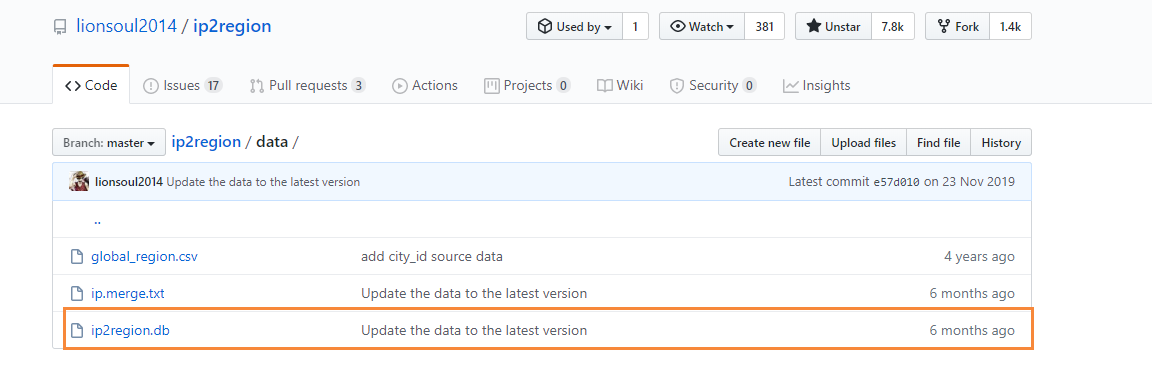 lionsoul2014 / ip2region Used by 1 Watch 381 Unstar 7.8k Fork 1.4k
Code Issues 17 Pull requests 3 Actions Projects 0 Wiki Security 0 Insights
Branch: master ip2region / data / Create new file Upload files Find file History
lionsoul2014 Update the data to the latest version Latest commit e57d010 on 23 Nov 2019
..
global_region.csv add city_id source data 4 years ago
ip.merge.txt Update the data to the latest version 6 months ago
ip2region.db Update the data to the latest version 6 months ago